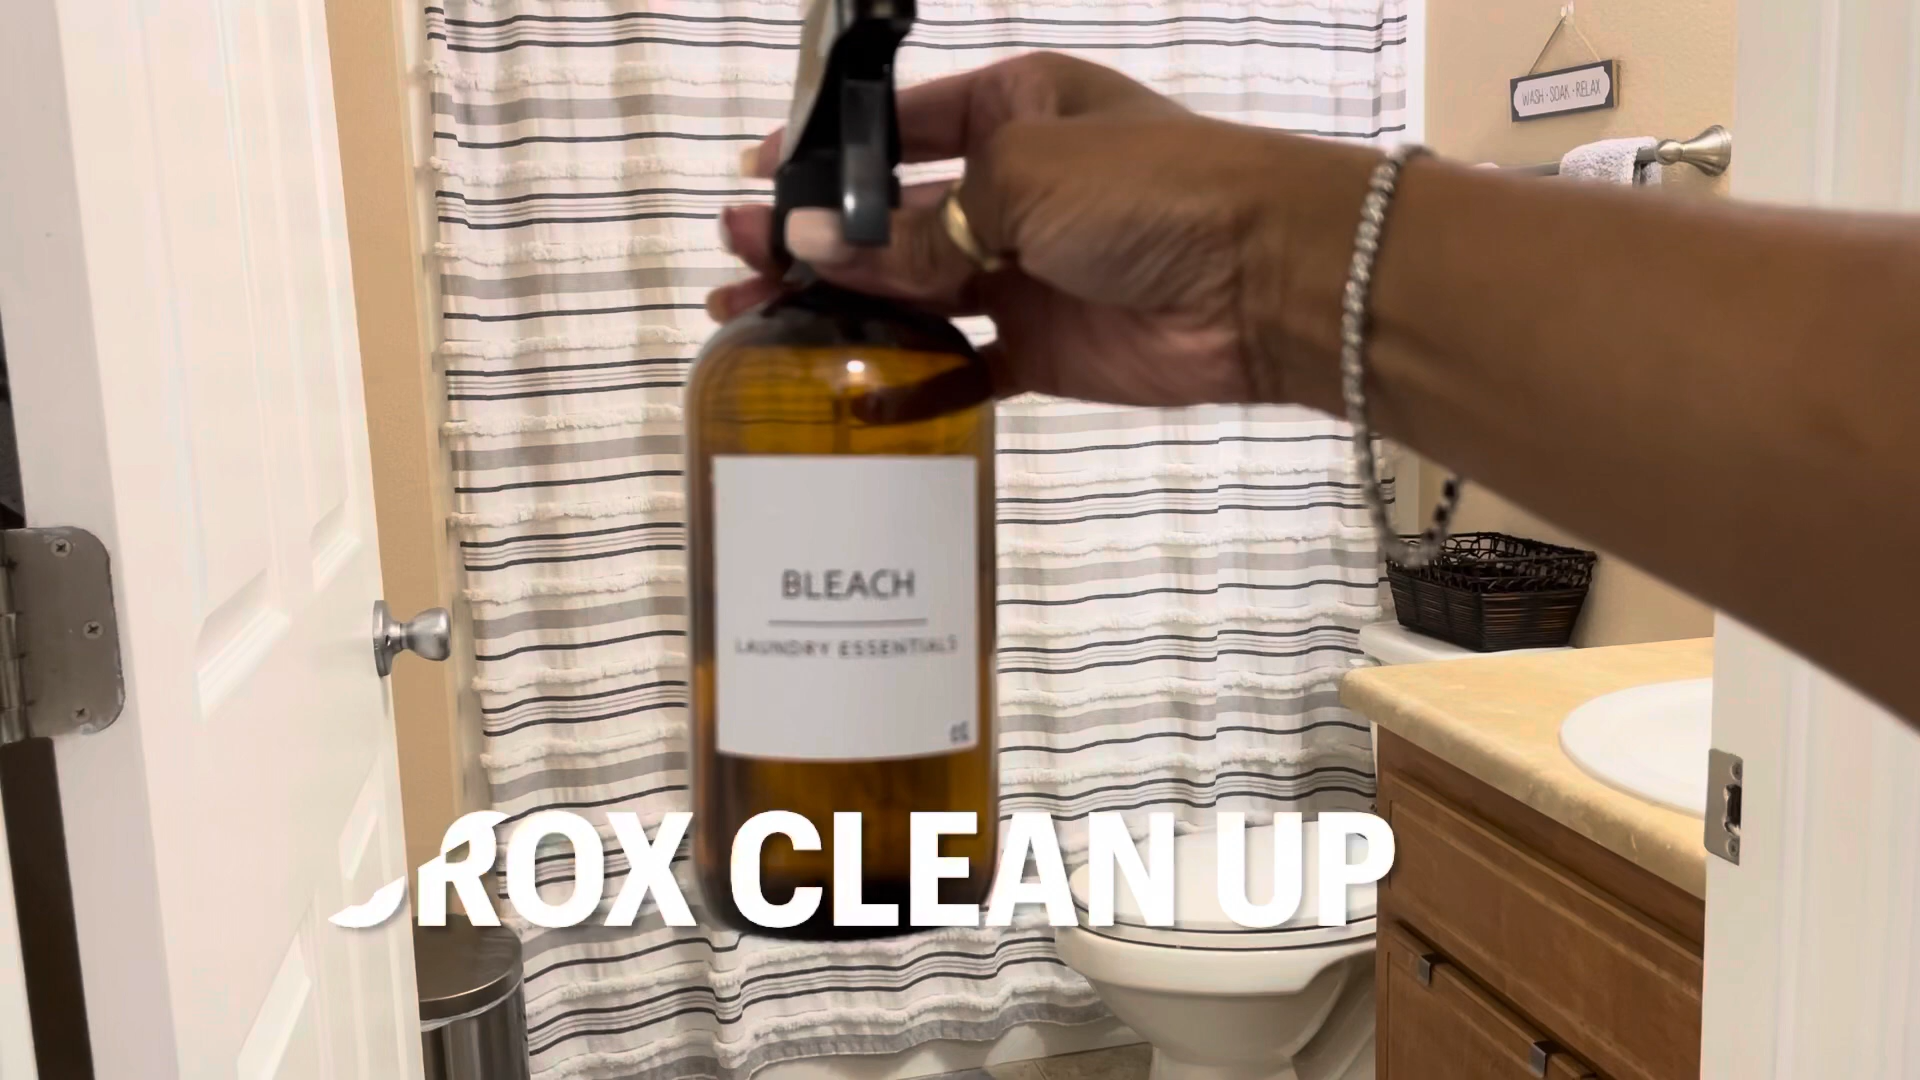 WASH · SOAK · RELAX
BLEACH
LAUNDRY ESSENTIALS
ROX CLEAN UP